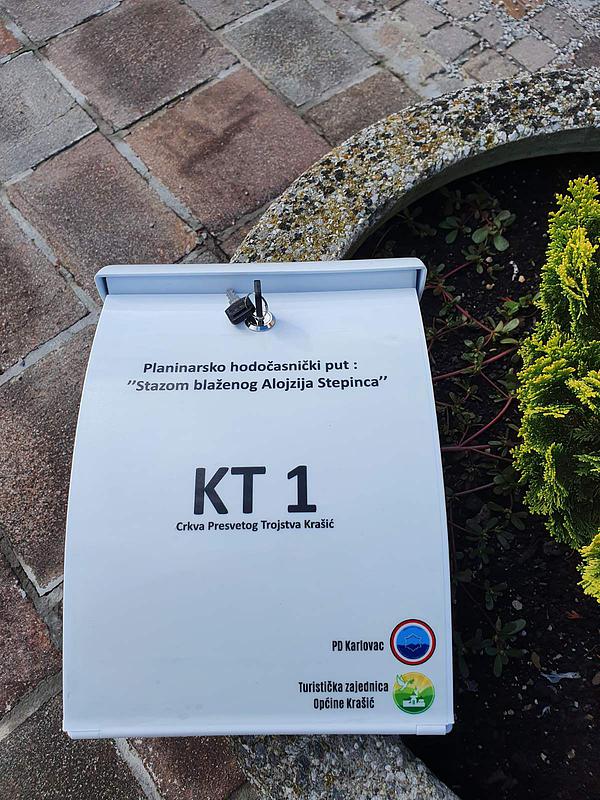 Planinarsko hodočasnički put :
’’Stazom blaženog Alojzija Stepinca’’
KT 1
Crkva Presvetog Trojstva Krašić
PD Karlovac
Turistička zajednica
Općine Krašić